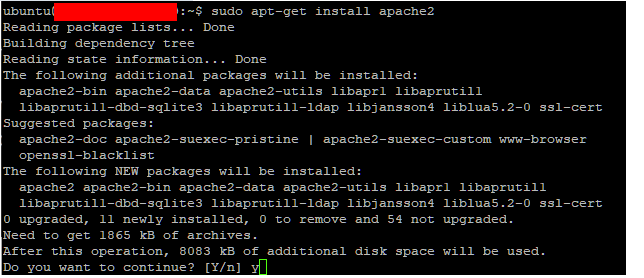 ubuntu:~$ sudo apt-get install apache2
Reading package lists... Done
Building dependency tree
Reading state information... Done
The following additional packages will be installed:
apache2-bin apache2-data apache2-utils libapr1 libaprutil1
libaprutil1-dbd-sqlite3 libaprutil1-ldap libjansson4 liblua5.2-0 ssl-cert
Suggested packages:
apache2-doc apache2-suexec-pristine | apache2-suexec-custom www-browser
openssl-blacklist
The following NEW packages will be installed:
apache2 apache2-bin apache2-data apache2-utils libapr1 libaprutil1
libaprutil1-dbd-sqlite3 libaprutil1-ldap libjansson4 liblua5.2-0 ssl-cert
0 upgraded, 11 newly installed, 0 to remove and 54 not upgraded.
Need to get 1865 kB of archives.
After this operation, 8083 kB of additional disk space will be used.
Do you want to continue? [Y/n] y